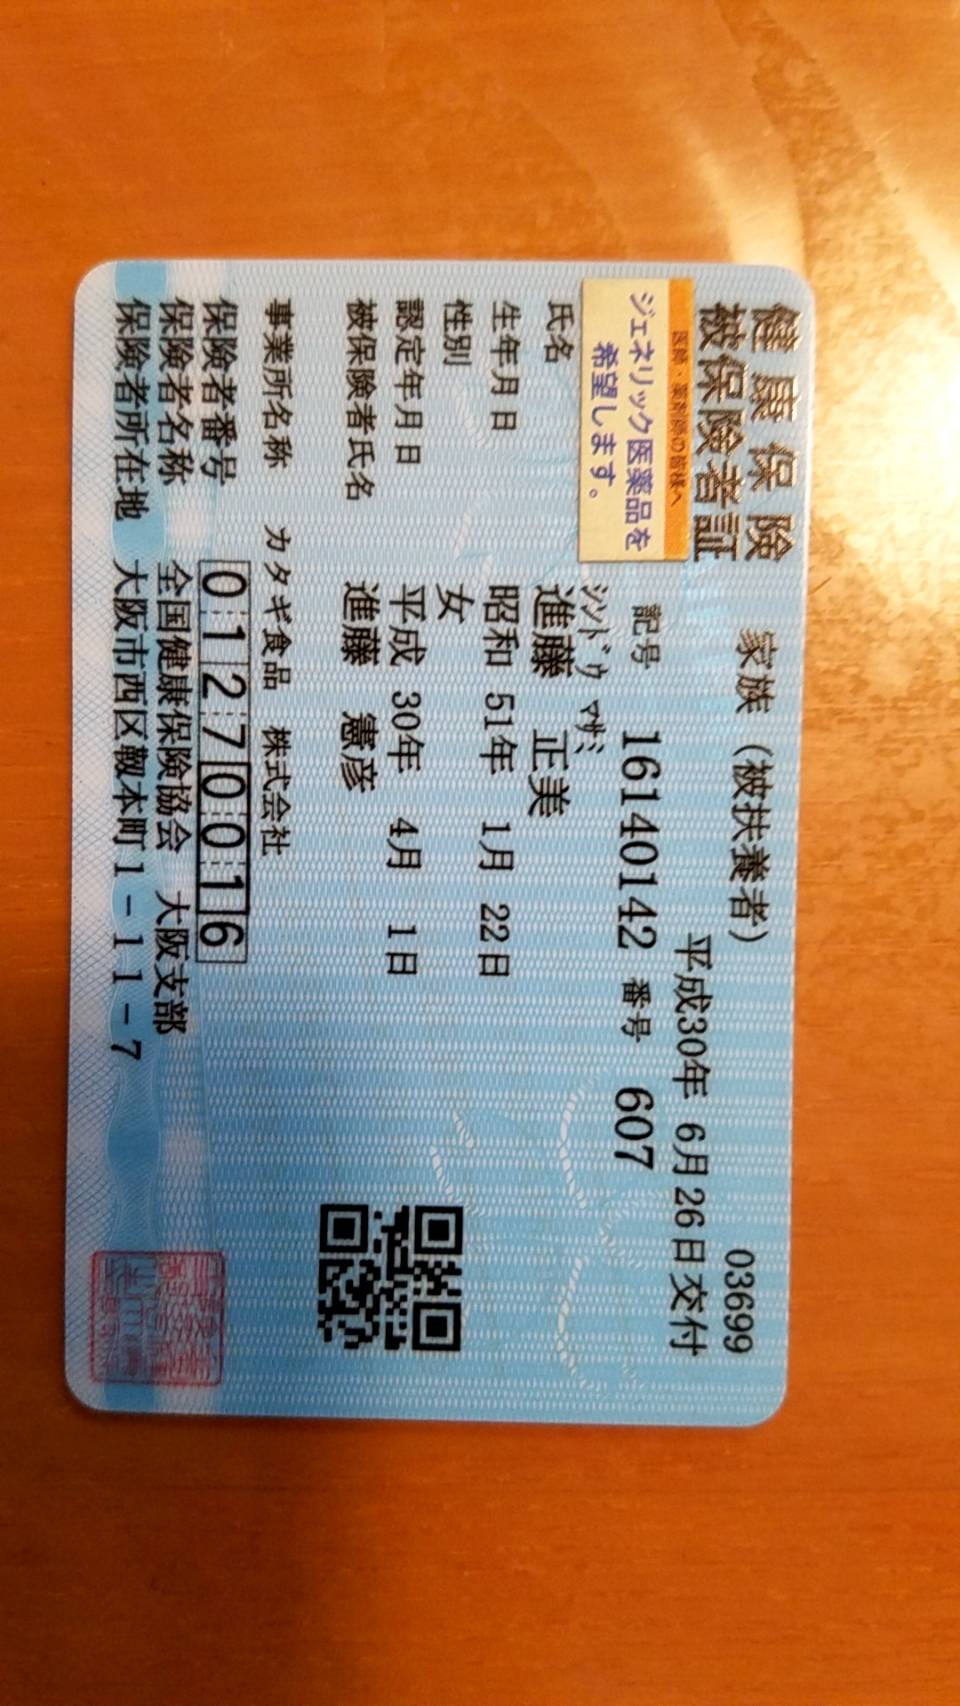 健康保険
被保険者証
家族（被扶養者）
03699
平成30年 6月26日交付
医師・薬剤師の皆様へ
ジェネリック医薬品を
希望します。
記号 16140142 番号 607
ｼﾝﾄﾞｳ ﾏｻﾐ
氏名 進藤 正美
生年月日 昭和 51年 1月 22日
性別 女
認定年月日 平成 30年 4月 1日
被保険者氏名 進藤 憲彦
事業所名称 カタギ食品 株式会社
保険者番号 01270016
保険者名称 全国健康保険協会 大阪支部
保険者所在地 大阪市西区靱本町1-11-7